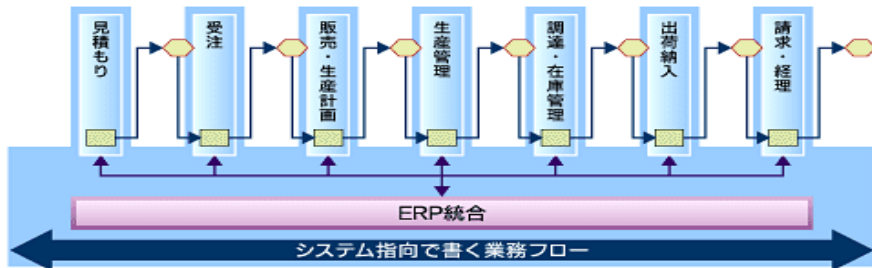 見積もり
受注
販売・生産計画
生産管理
調達・在庫管理
出荷納入
請求・経理
ERP統合
システム指向で書く業務フロー